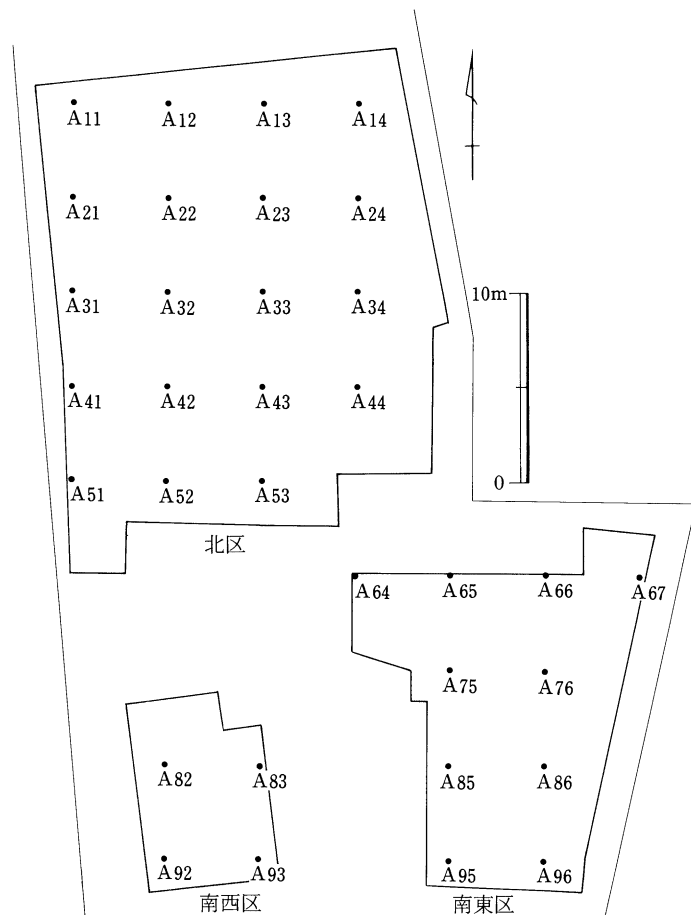 A11 A12 A13 A14
A21 A22 A23 A24
10m
A31 A32 A33 A34
A41 A42 A43 A44
0
A51 A52 A53
北区
A64 A65 A66 A67
A75 A76
A82 A83 A85 A86
A92 A93 A95 A96
南西区 南東区